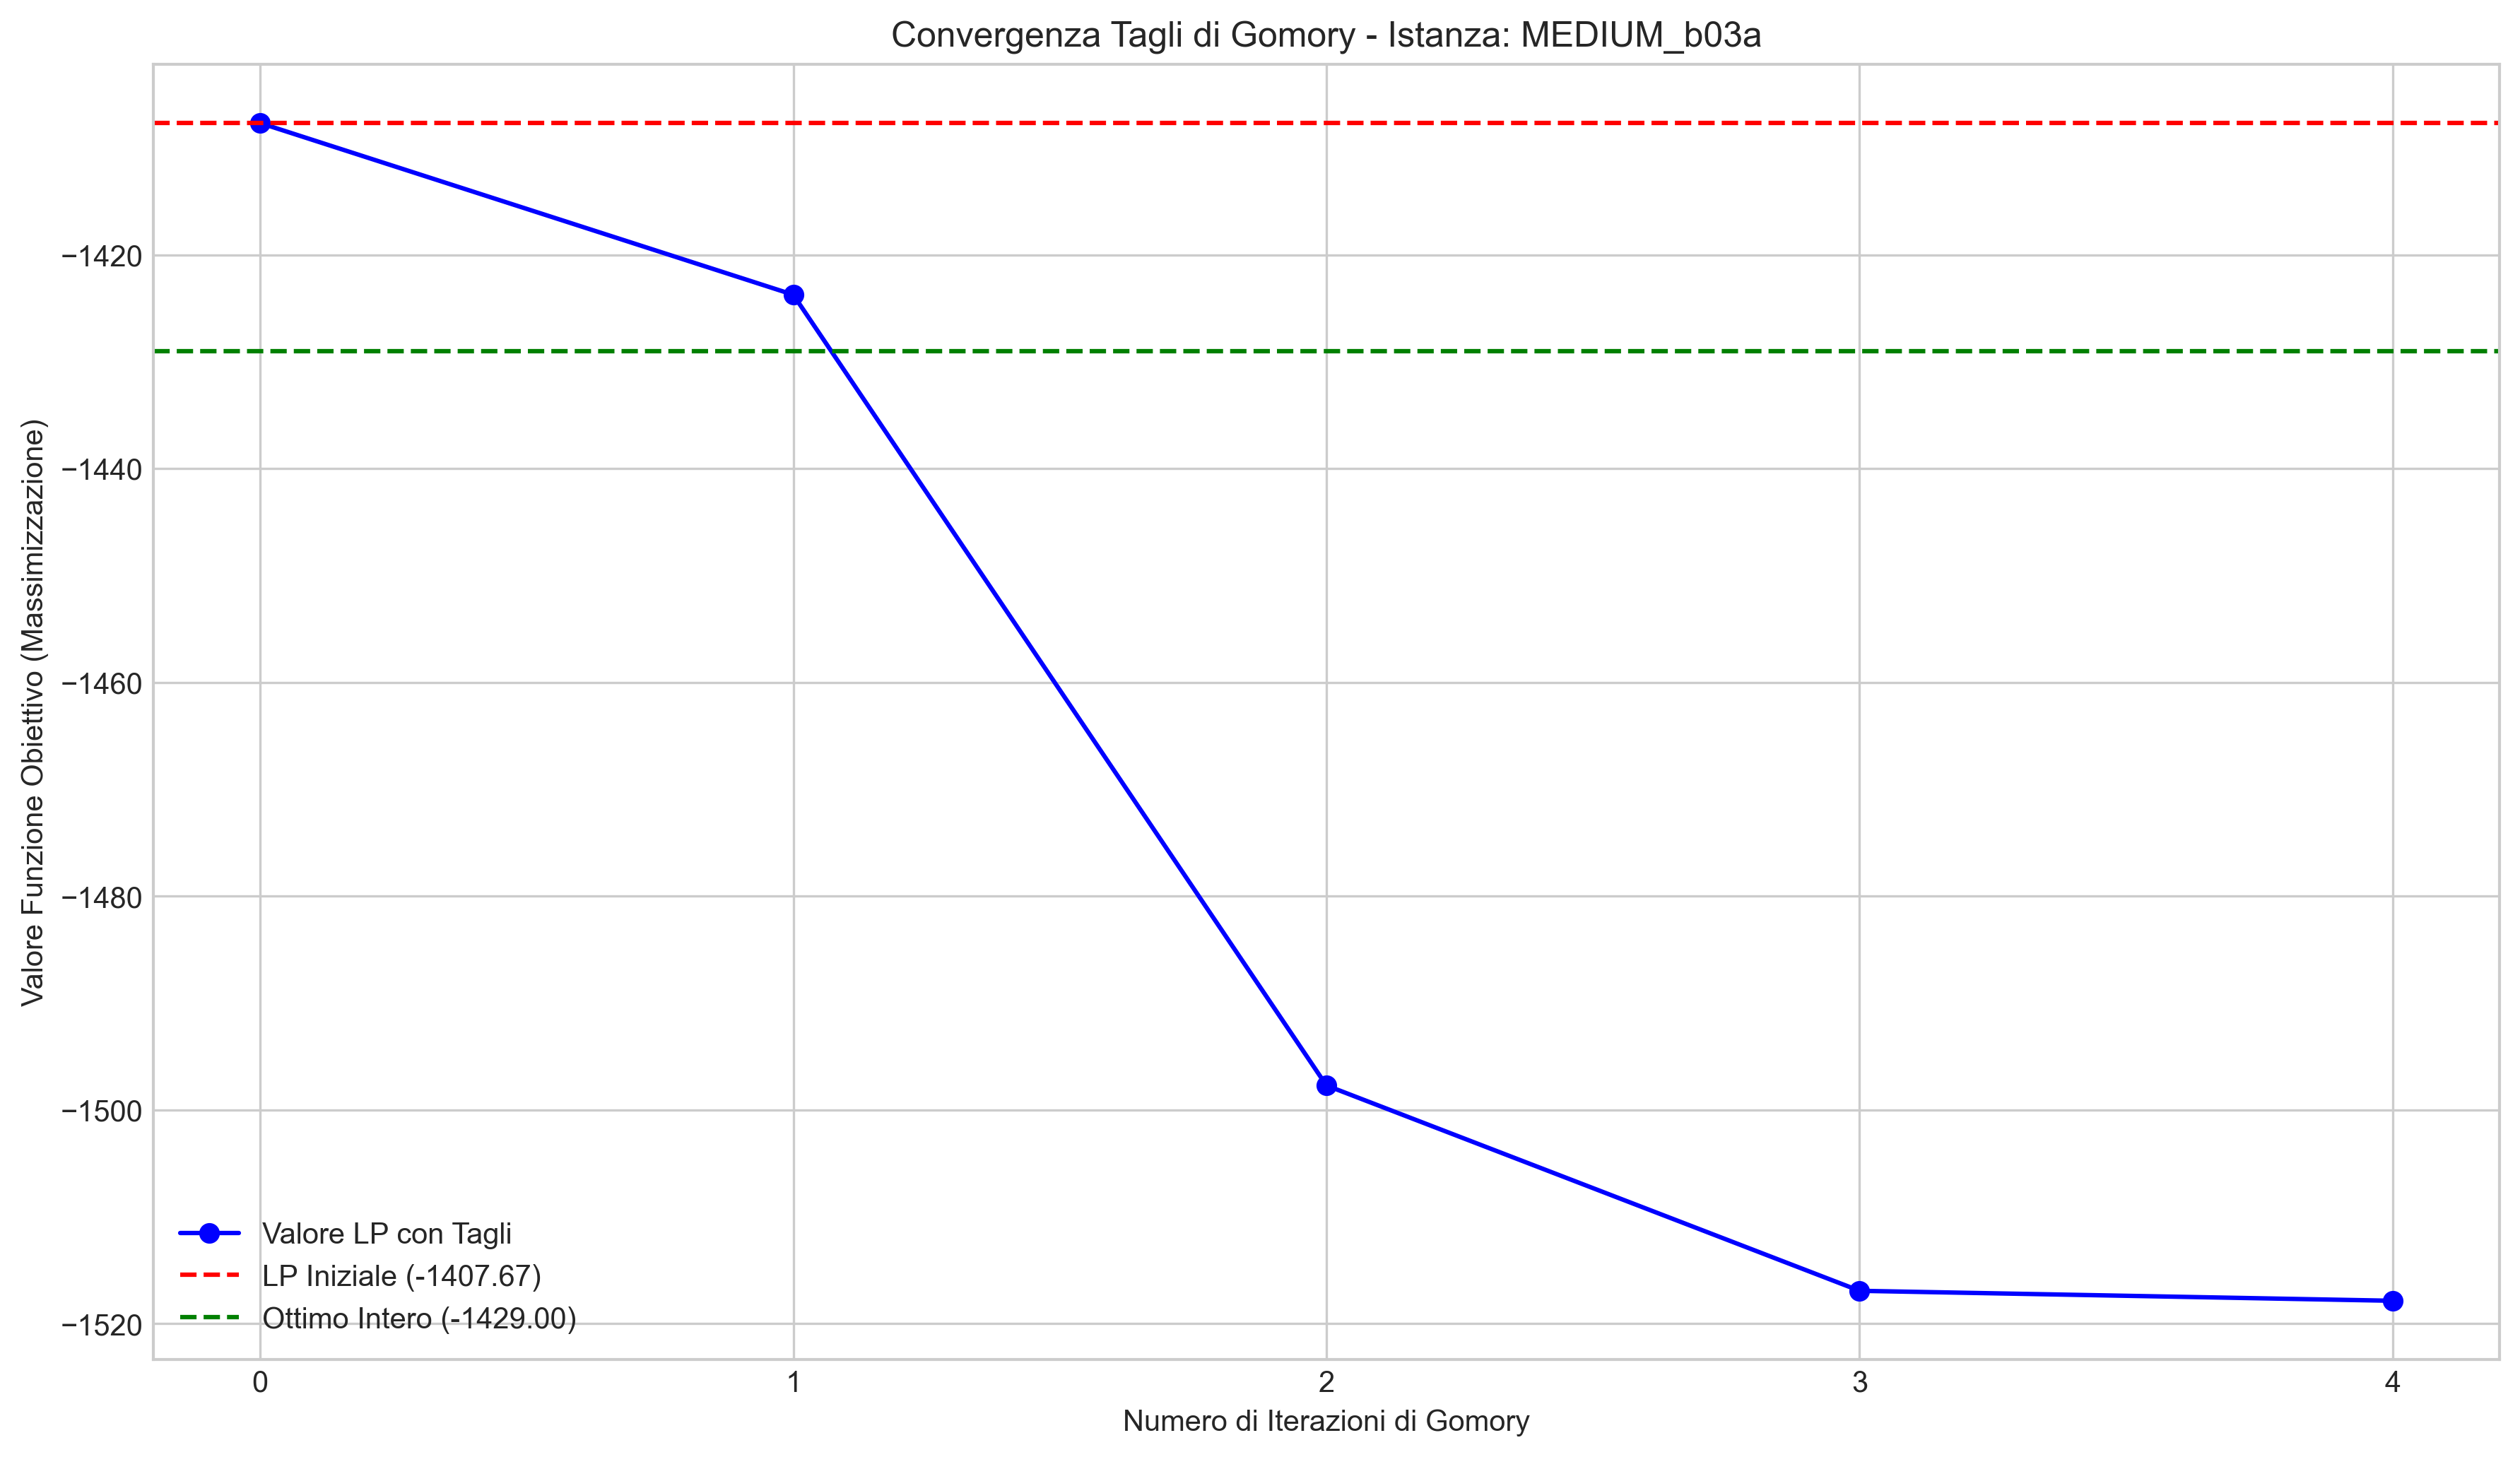 Convergenza Tagli di Gomory - Istanza: MEDIUM_b03a
Valore Funzione Obiettivo (Massimizzazione)
−1420
−1440
−1460
−1480
−1500
−1520
Valore LP con Tagli
LP Iniziale (-1407.67)
Ottimo Intero (-1429.00)
0 1 2 3 4
Numero di Iterazioni di Gomory